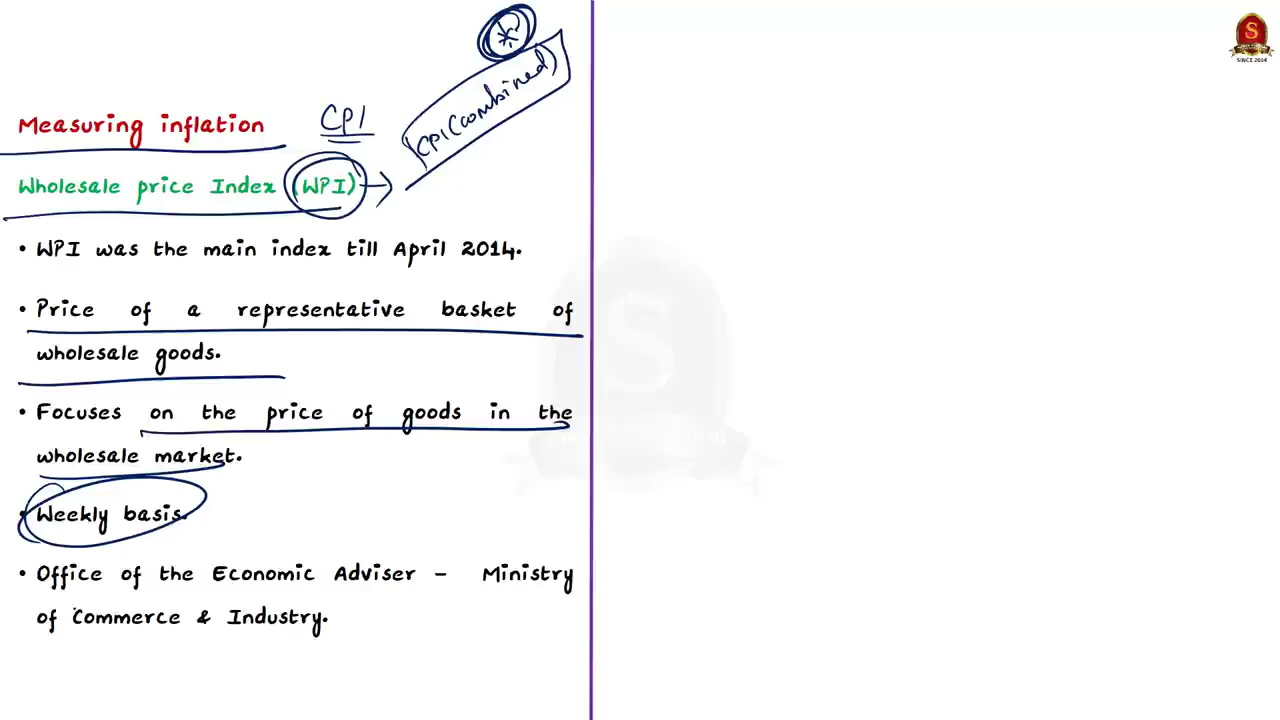 Measuring inflation CPI
CPI (combined)
Wholesale price Index (WPI)
• WPI was the main index till April 2014.
• Price of a representative basket of
wholesale goods.
• Focuses on the price of goods in the
wholesale market.
• Weekly basis.
• Office of the Economic Adviser - Ministry
of Commerce & Industry.
S
SINCE 2004
S